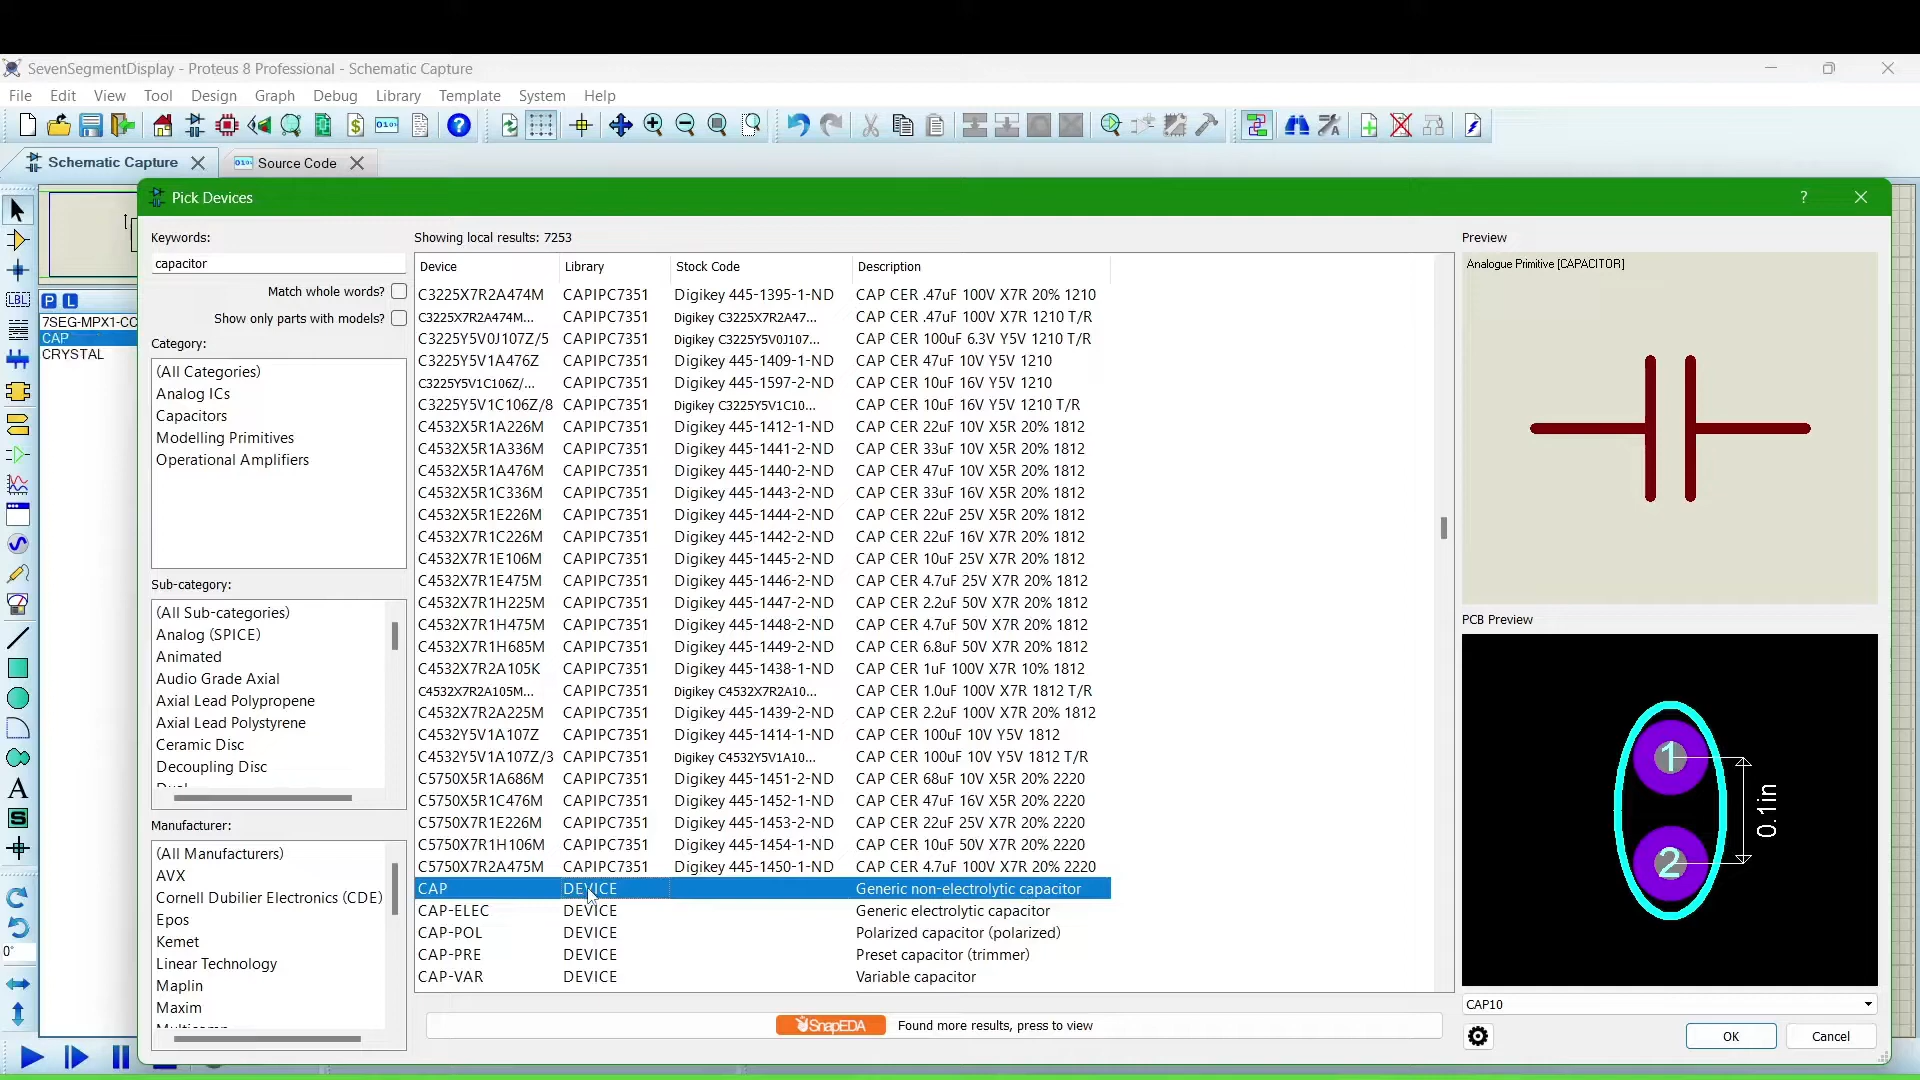 SevenSegmentDisplay - Proteus 8 Professional - Schematic Capture
File Edit View Tool Design Graph Debug Library Template System Help
Schematic Capture
Source Code
Pick Devices
?
P L
7SEG-MPX1-CC
CAP
CRYSTAL
LBL
A
S
0°
Keywords:
capacitor
Match whole words?
Show only parts with models?
Category:
(All Categories)
Analog ICs
Capacitors
Modelling Primitives
Operational Amplifiers
Sub-category:
(All Sub-categories)
Analog (SPICE)
Animated
Audio Grade Axial
Axial Lead Polypropene
Axial Lead Polystyrene
Ceramic Disc
Decoupling Disc
Dual
Manufacturer:
(All Manufacturers)
AVX
Cornell Dubilier Electronics (CDE)
Epos
Kemet
Linear Technology
Maplin
Maxim
Showing local results: 7253
Device Library Stock Code Description
C3225X7R2A474M CAPIPC7351 Digikey 445-1395-1-ND CAP CER .47uF 100V X7R 20% 1210
C3225X7R2A474M... CAPIPC7351 Digikey C3225X7R2A47... CAP CER .47uF 100V X7R 1210 T/R
C3225Y5V0J107Z/5 CAPIPC7351 Digikey C3225Y5V0J107... CAP CER 100uF 6.3V Y5V 1210 T/R
C3225Y5V1A476Z CAPIPC7351 Digikey 445-1409-1-ND CAP CER 47uF 10V Y5V 1210
C3225Y5V1C106Z/... CAPIPC7351 Digikey 445-1597-2-ND CAP CER 10uF 16V Y5V 1210
C3225Y5V1C106Z/8 CAPIPC7351 Digikey C3225Y5V1C10... CAP CER 10uF 16V Y5V 1210 T/R
C4532X5R1A226M CAPIPC7351 Digikey 445-1412-1-ND CAP CER 22uF 10V X5R 20% 1812
C4532X5R1A336M CAPIPC7351 Digikey 445-1441-2-ND CAP CER 33uF 10V X5R 20% 1812
C4532X5R1A476M CAPIPC7351 Digikey 445-1440-2-ND CAP CER 47uF 10V X5R 20% 1812
C4532X5R1C336M CAPIPC7351 Digikey 445-1443-2-ND CAP CER 33uF 16V X5R 20% 1812
C4532X5R1E226M CAPIPC7351 Digikey 445-1444-2-ND CAP CER 22uF 25V X5R 20% 1812
C4532X7R1C226M CAPIPC7351 Digikey 445-1442-2-ND CAP CER 22uF 16V X7R 20% 1812
C4532X7R1E106M CAPIPC7351 Digikey 445-1445-2-ND CAP CER 10uF 25V X7R 20% 1812
C4532X7R1E475M CAPIPC7351 Digikey 445-1446-2-ND CAP CER 4.7uF 25V X7R 20% 1812
C4532X7R1H225M CAPIPC7351 Digikey 445-1447-2-ND CAP CER 2.2uF 50V X7R 20% 1812
C4532X7R1H475M CAPIPC7351 Digikey 445-1448-2-ND CAP CER 4.7uF 50V X7R 20% 1812
C4532X7R1H685M CAPIPC7351 Digikey 445-1449-2-ND CAP CER 6.8uF 50V X7R 20% 1812
C4532X7R2A105K CAPIPC7351 Digikey 445-1438-1-ND CAP CER 1uF 100V X7R 10% 1812
C4532X7R2A105M... CAPIPC7351 Digikey C4532X7R2A10... CAP CER 1.0uF 100V X7R 1812 T/R
C4532X7R2A225M CAPIPC7351 Digikey 445-1439-2-ND CAP CER 2.2uF 100V X7R 20% 1812
C4532Y5V1A107Z CAPIPC7351 Digikey 445-1414-1-ND CAP CER 100uF 10V Y5V 1812
C4532Y5V1A107Z/3 CAPIPC7351 Digikey C4532Y5V1A10... CAP CER 100uF 10V Y5V 1812 T/R
C5750X5R1A686M CAPIPC7351 Digikey 445-1451-2-ND CAP CER 68uF 10V X5R 20% 2220
C5750X5R1C476M CAPIPC7351 Digikey 445-1452-1-ND CAP CER 47uF 16V X5R 20% 2220
C5750X7R1E226M CAPIPC7351 Digikey 445-1453-2-ND CAP CER 22uF 25V X7R 20% 2220
C5750X7R1H106M CAPIPC7351 Digikey 445-1454-1-ND CAP CER 10uF 50V X7R 20% 2220
C5750X7R2A475M CAPIPC7351 Digikey 445-1450-1-ND CAP CER 4.7uF 100V X7R 20% 2220
CAP DEVICE Generic non-electrolytic capacitor
CAP-ELEC DEVICE Generic electrolytic capacitor
CAP-POL DEVICE Polarized capacitor (polarized)
CAP-PRE DEVICE Preset capacitor (trimmer)
CAP-VAR DEVICE Variable capacitor
SnapEDA Found more results, press to view
Preview
Analogue Primitive [CAPACITOR]
PCB Preview
1
2
0.1in
CAP10
OK Cancel